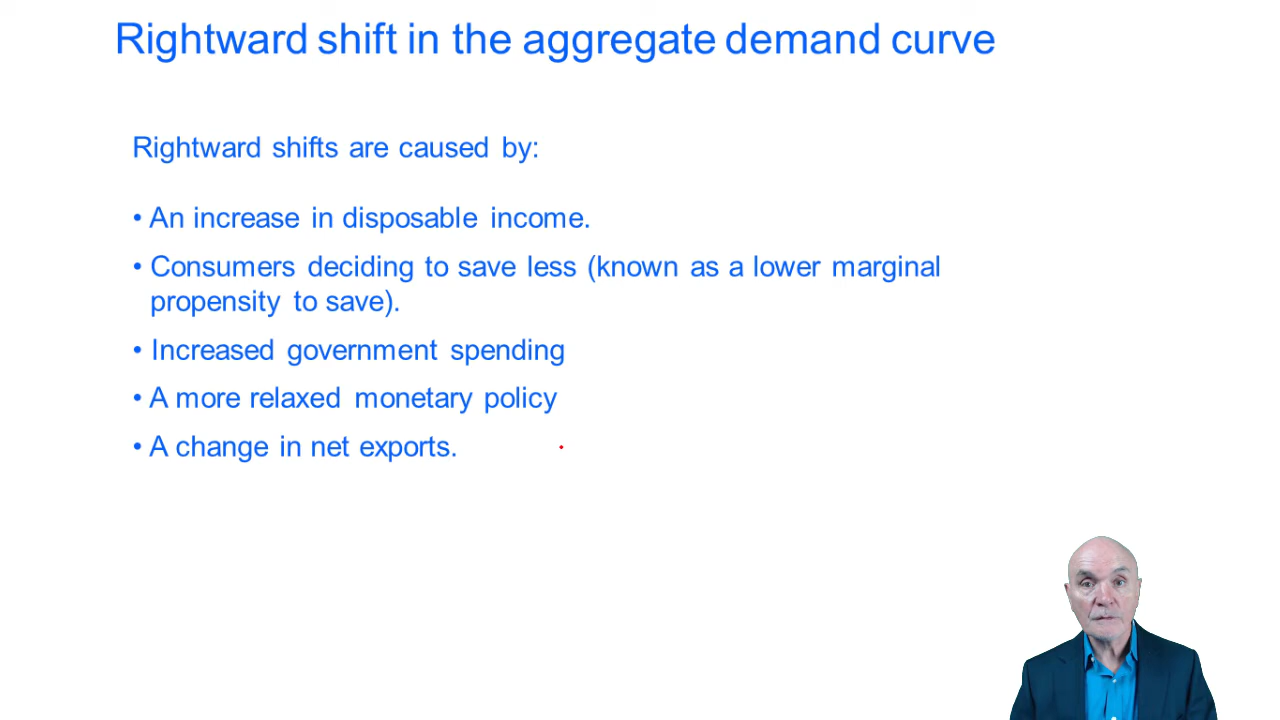 Rightward shift in the aggregate demand curve
Rightward shifts are caused by:
• An increase in disposable income.
• Consumers deciding to save less (known as a lower marginal
propensity to save).
• Increased government spending
• A more relaxed monetary policy
• A change in net exports.